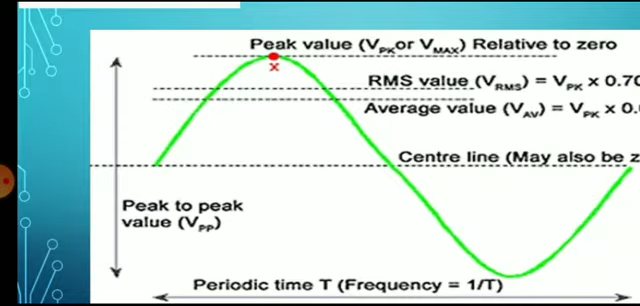 Peak value (VPK or VMAX) Relative to zero
x
RMS value (VRMS) = VPK x 0.70
Average value (VAV) = VPK x 0.
Centre line (May also be z
Peak to peak
value (VPP)
Periodic time T (Frequency = 1/T)